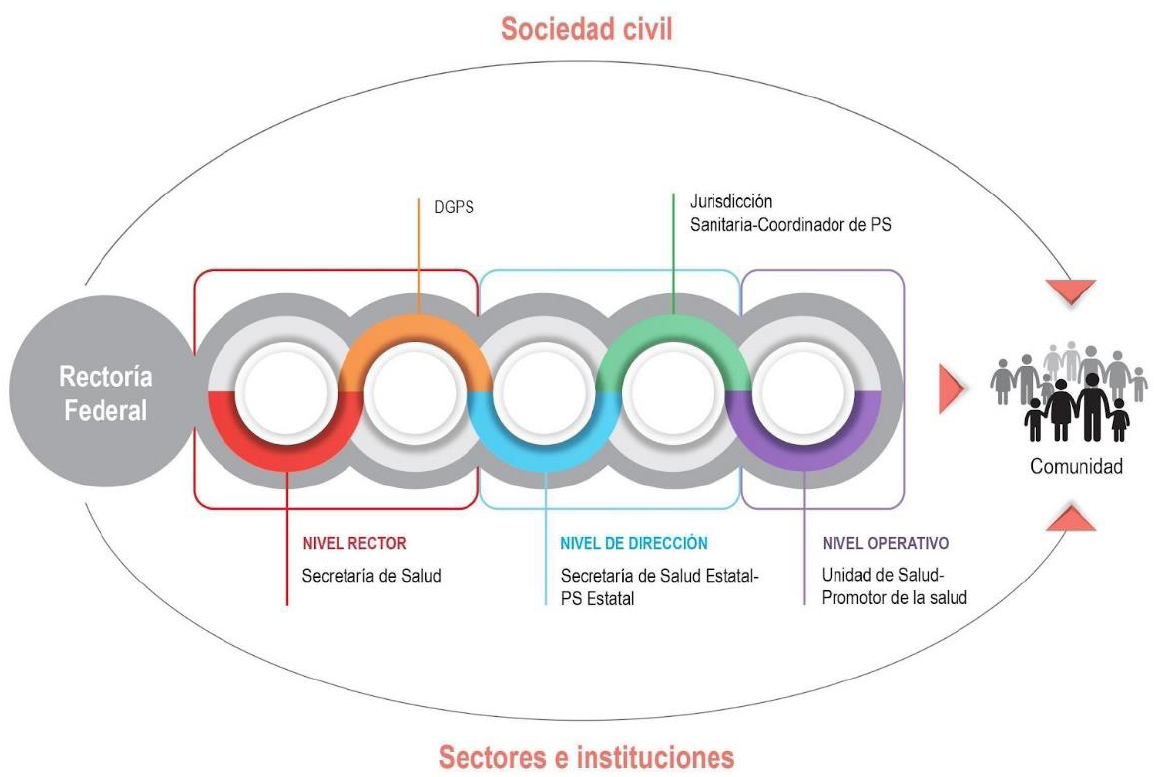 Sociedad civil
DGPS
Jurisdicción
Sanitaria-Coordinador de PS
Rectoría
Federal
Comunidad
NIVEL RECTOR
Secretaría de Salud
NIVEL DE DIRECCIÓN
Secretaría de Salud Estatal-
PS Estatal
NIVEL OPERATIVO
Unidad de Salud-
Promotor de la salud
Sectores e instituciones